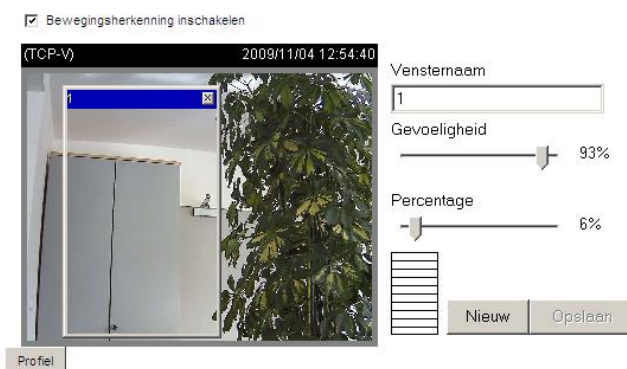 Bewegingsherkenning inschakelen
(TCP-V) 2009/11/04 12:54:40
1
Vensternaam
1
Gevoeligheid
93%
Percentage
6%
Nieuw Opslaan
Profiel